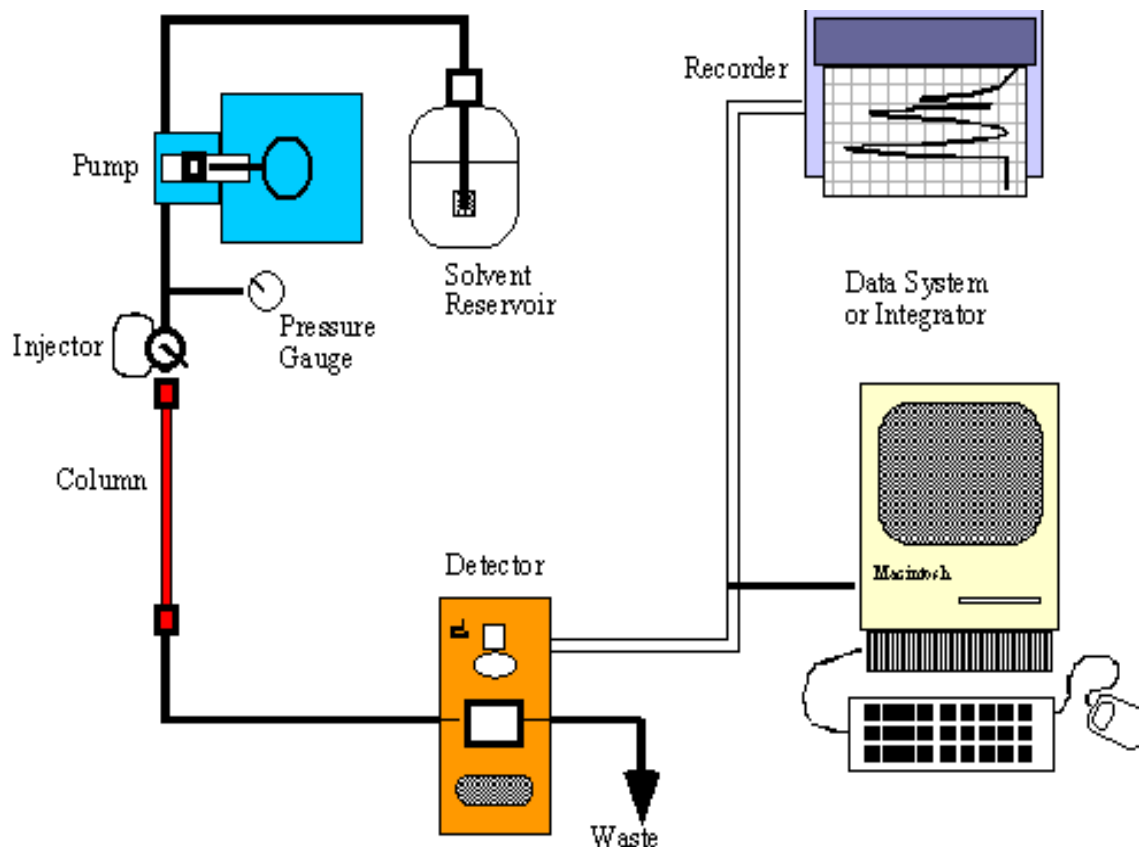 Recorder
Pump
Solvent
Reservoir
Data System
or Integrator
Pressure
Gauge
Injector
Column
Detector
Macintosh
Waste